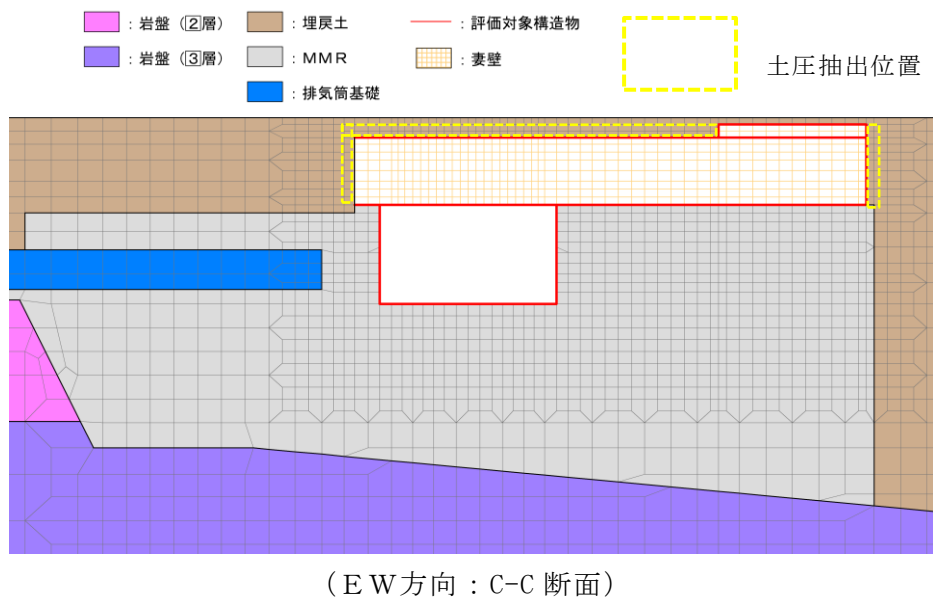 ：岩盤（2層）　：埋戻土　：評価対象構造物
：岩盤（3層）　：ＭＭＲ　：妻壁
：排気筒基礎
土圧抽出位置
（ＥＷ方向：C-C 断面）